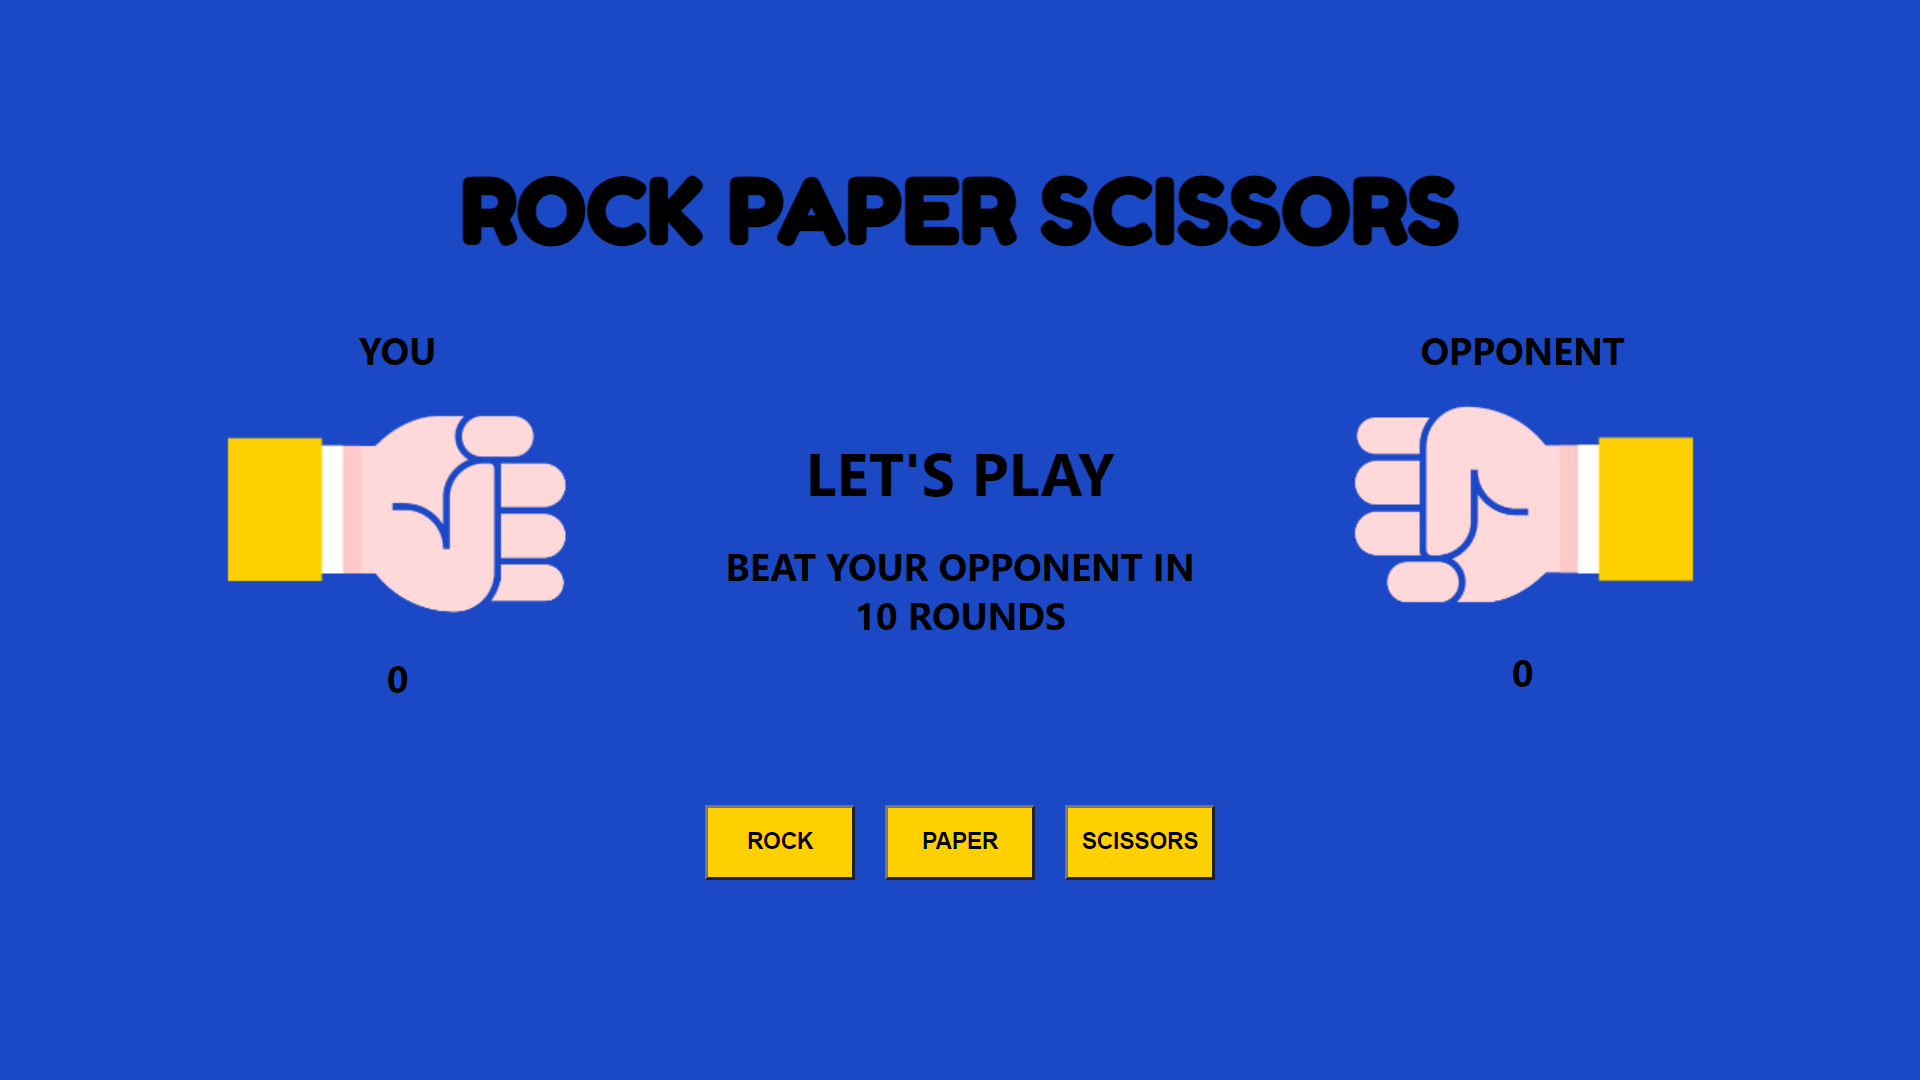 ROCK PAPER SCISSORS
YOU
OPPONENT
LET'S PLAY
BEAT YOUR OPPONENT IN
10 ROUNDS
0
0
ROCK
PAPER
SCISSORS